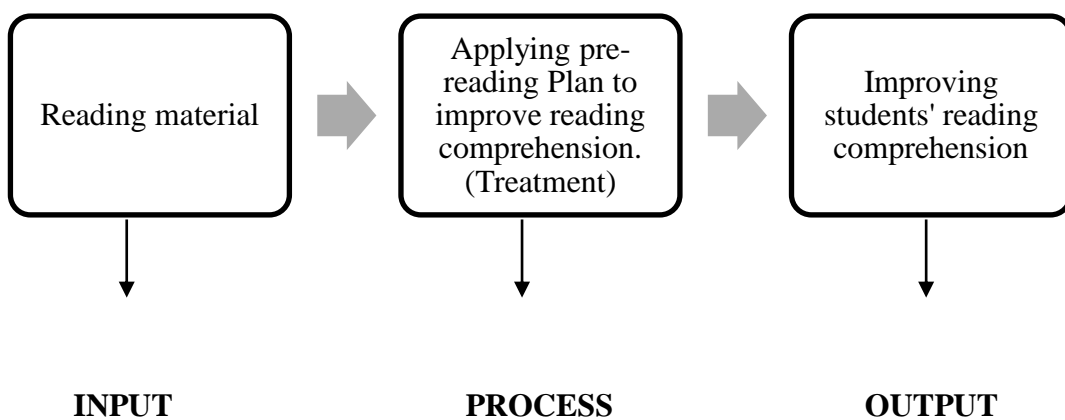 Reading material
Applying pre-
reading Plan to
improve reading
comprehension.
(Treatment)
Improving
students' reading
comprehension
INPUT
PROCESS
OUTPUT